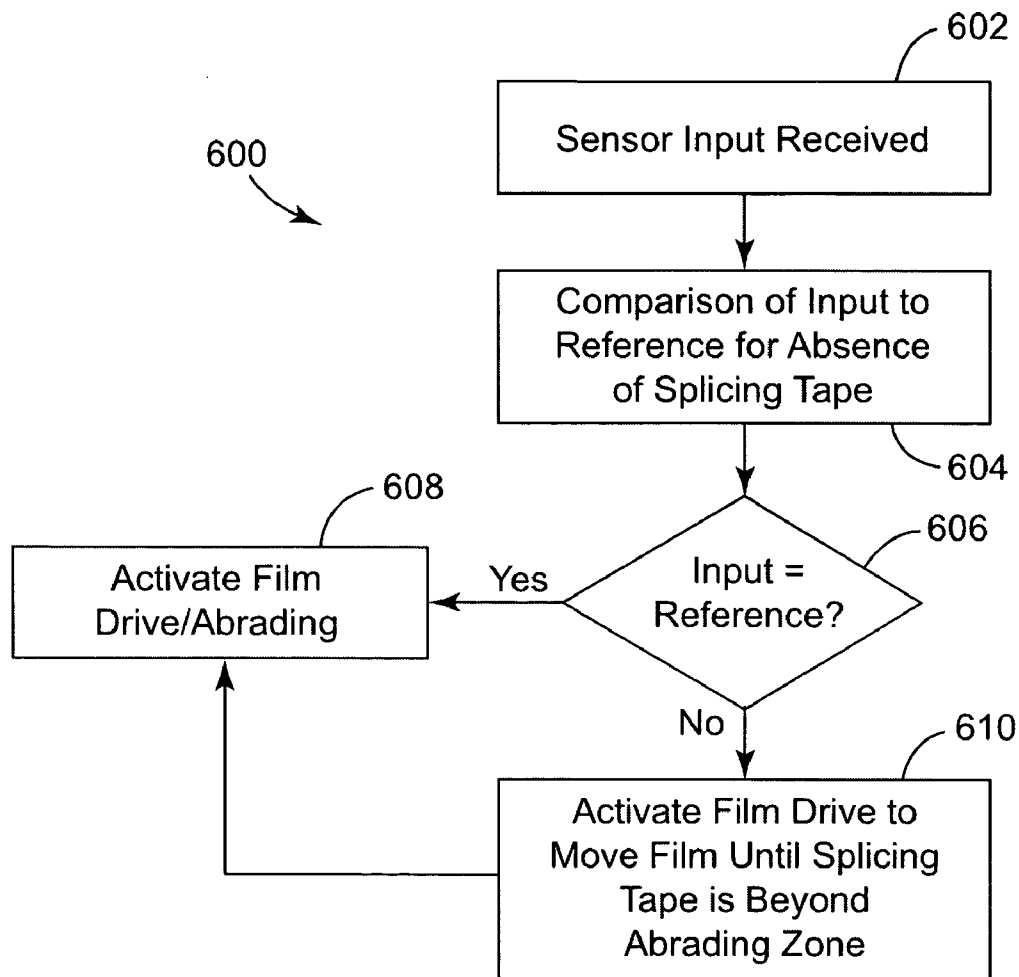 602
Sensor Input Received
600
Comparison of Input to
Reference for Absence
of Splicing Tape
604
608
606
Activate Film
Drive/Abrading
Yes
Input =
Reference?
No
610
Activate Film Drive to
Move Film Until Splicing
Tape is Beyond
Abrading Zone